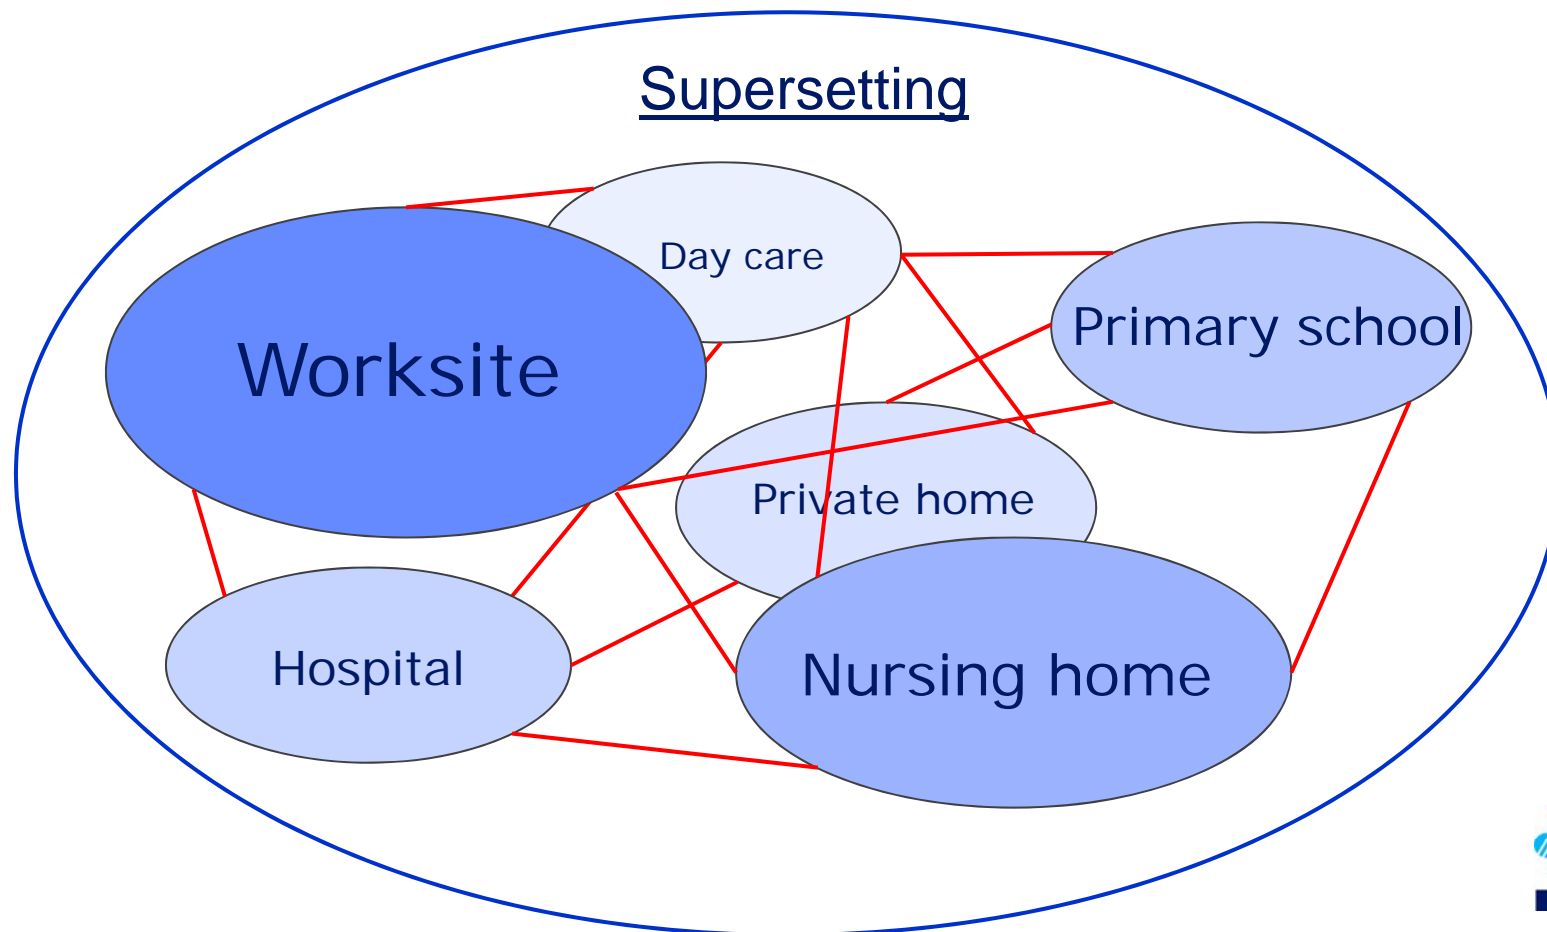 Supersetting
Day care
Primary school
Worksite
Private home
Hospital
Nursing home